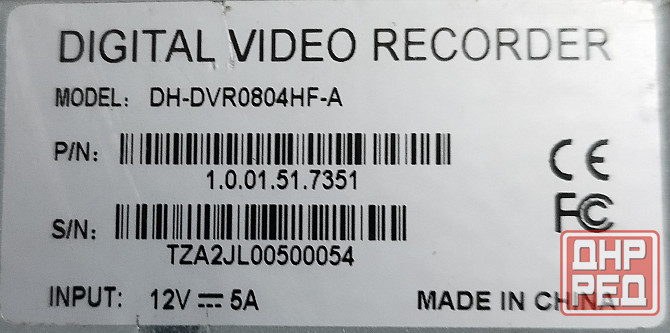 DIGITAL VIDEO RECORDER
MODEL: DH-DVR0804HF-A
P/N:
1.0.01.51.7351
CE
FC
S/N:
TZA2JL00500054
INPUT: 12V⎓5A
MADE IN CHINA
ДНР
РЕД